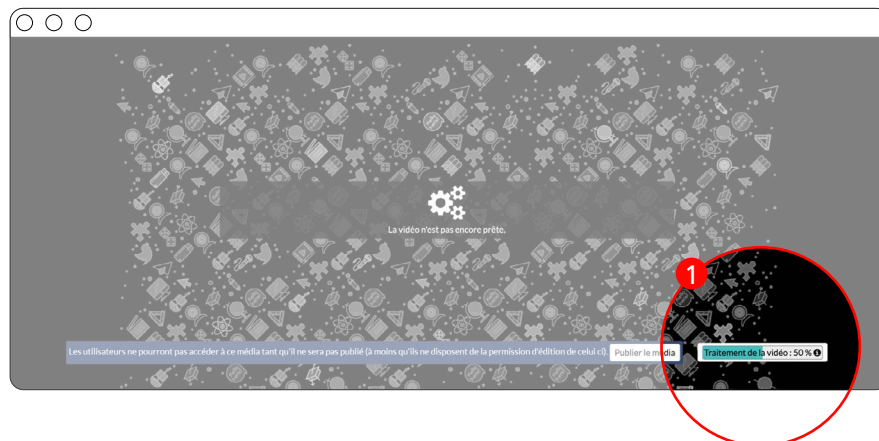 La vidéo n'est pas encore prête.
1
Les utilisateurs ne pourront pas accéder à ce média tant qu'il ne sera pas publié (à moins qu'ils ne disposent de la permission d'édition de celui ci). Publier le média Traitement de la vidéo : 50 %